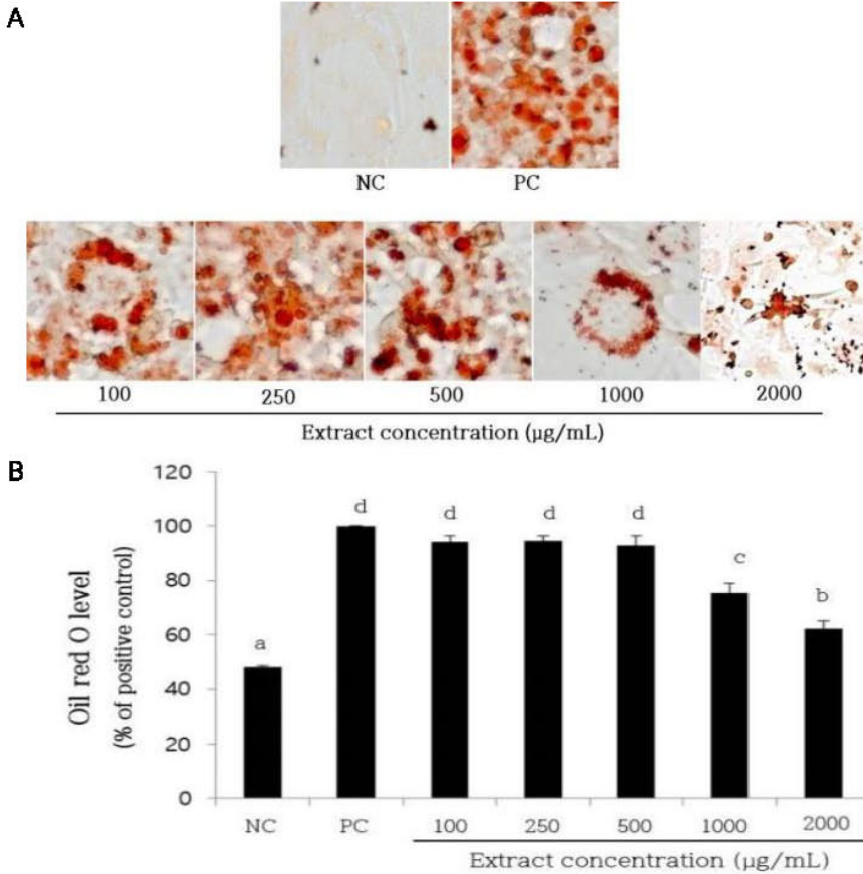 A
NC PC
100 250 500 1000 2000
Extract concentration (μg/mL)
B
Oil red O level
(% of positive control)
120
100
80
60
40
20
0
a d d d d c b
NC PC 100 250 500 1000 2000
Extract concentration (μg/mL)